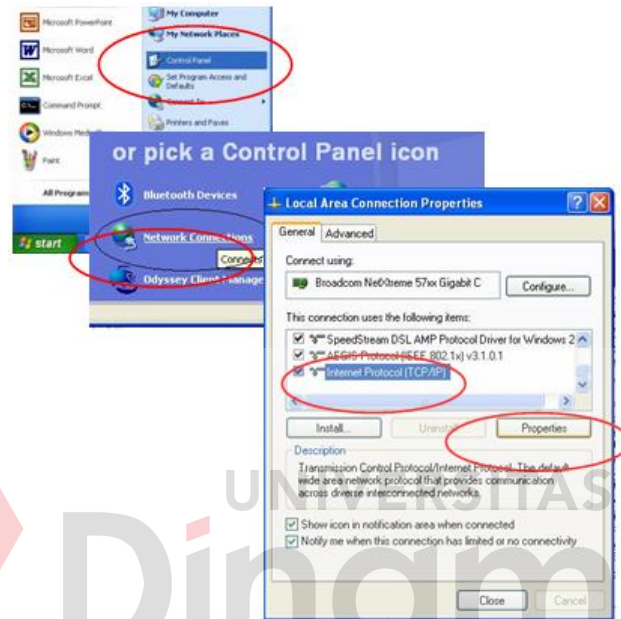 My Computer
Microsoft PowerPoint
My Network Places
Microsoft Word
Control Panel
Microsoft Excel
Set Program Access and
Defaults
Command Prompt
Connect To
Printers and Faxes
Windows Med
Paint
All Program
start
or pick a Control Panel icon
Bluetooth Devices
Network Connections
Connects
Odyssey Client Manage
Local Area Connection Properties
General
Advanced
Connect using:
Broadcom NetXtreme 57xx Gigabit C
Configure...
This connection uses the following items:
SpeedStream DSL AMP Protocol Driver for Windows 2
AEGIS Protocol (IEEE 802.1x) v3.1.0.1
Internet Protocol (TCP/IP)
Install...
Uninstall
Properties
Description
Transmission Control Protocol/Internet Protocol. The default
wide area network protocol that provides communication
across diverse interconnected networks.
Show icon in notification area when connected
Notify me when this connection has limited or no connectivity
Close
Cancel
UNIVERSITAS
Dinam